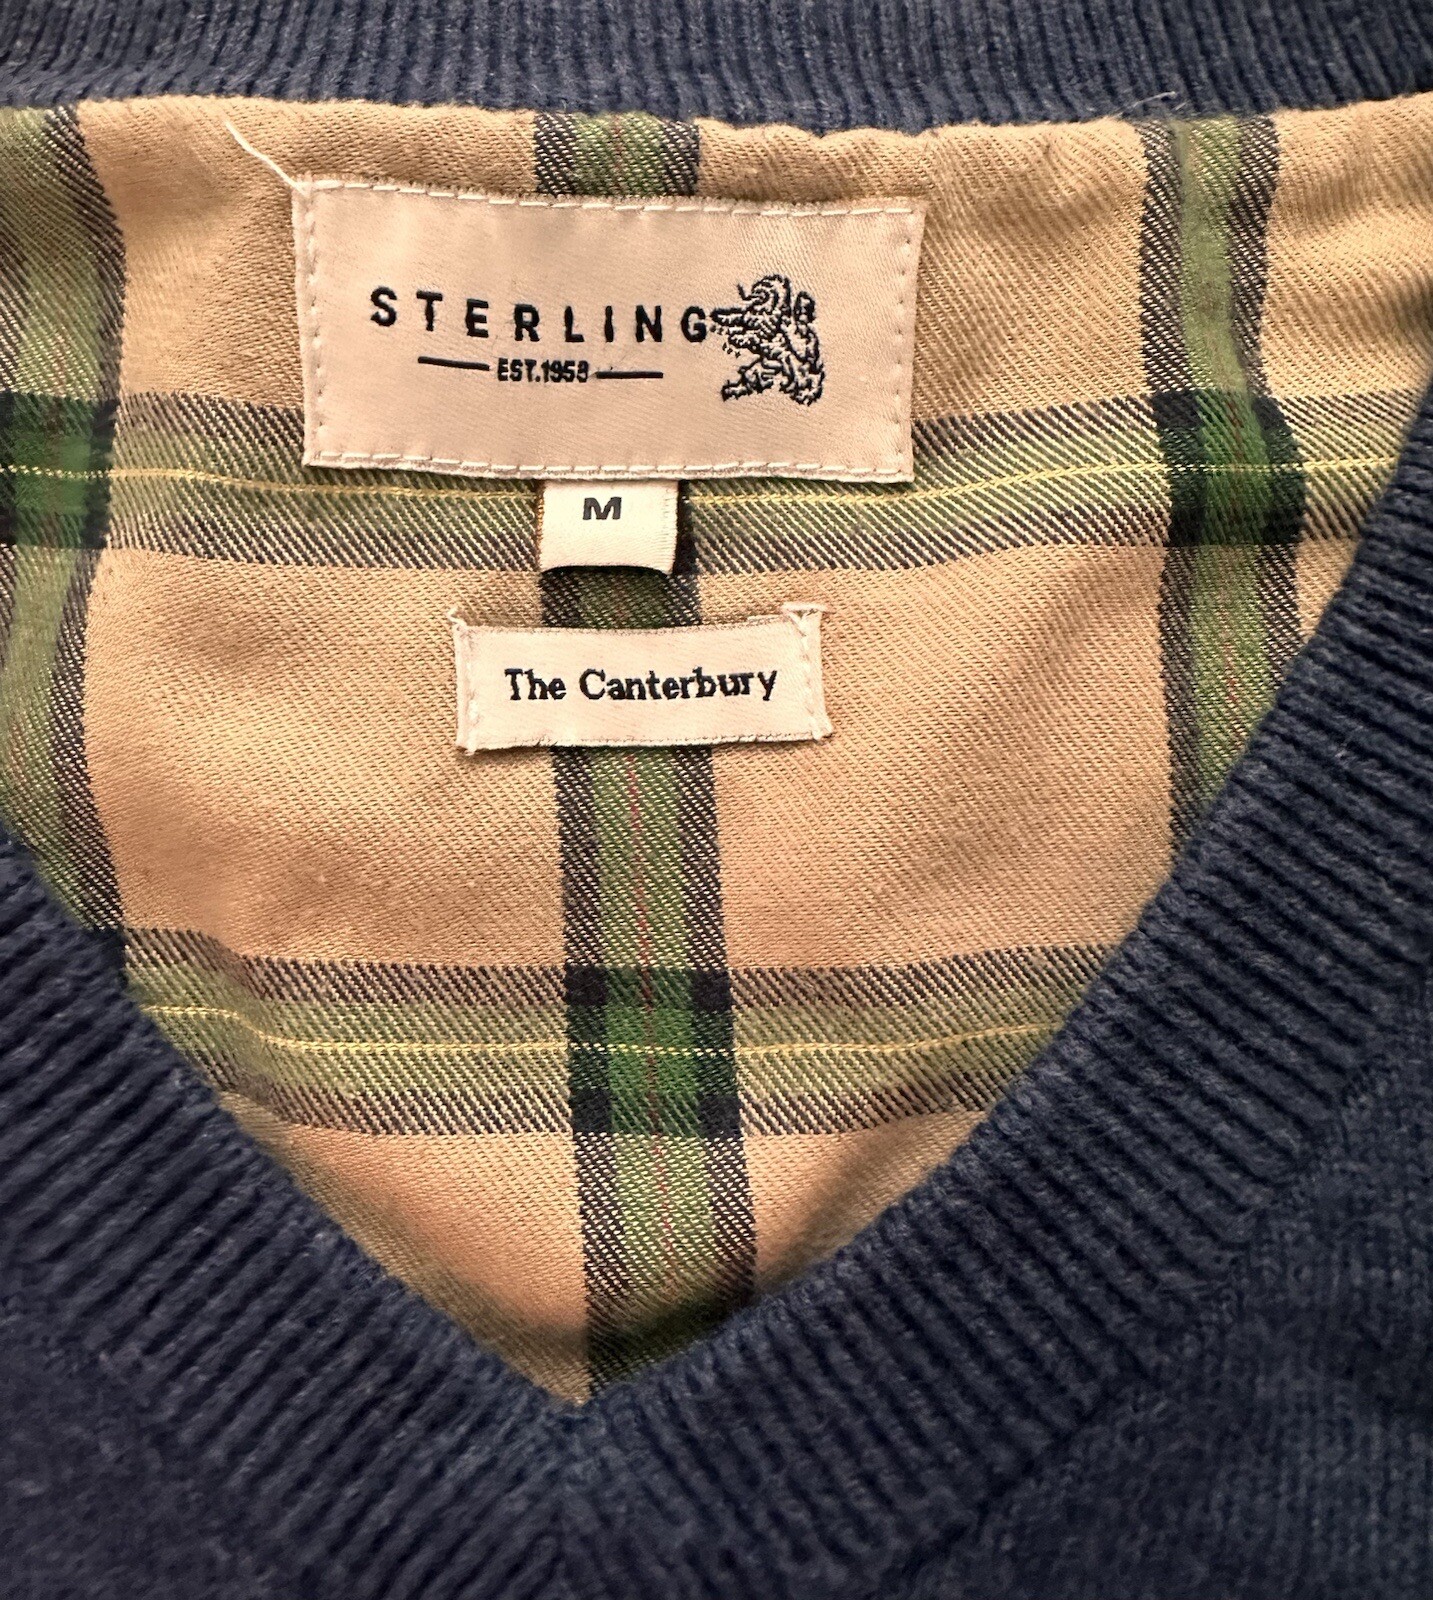 STERLING
EST.1958
M
The Canterbury